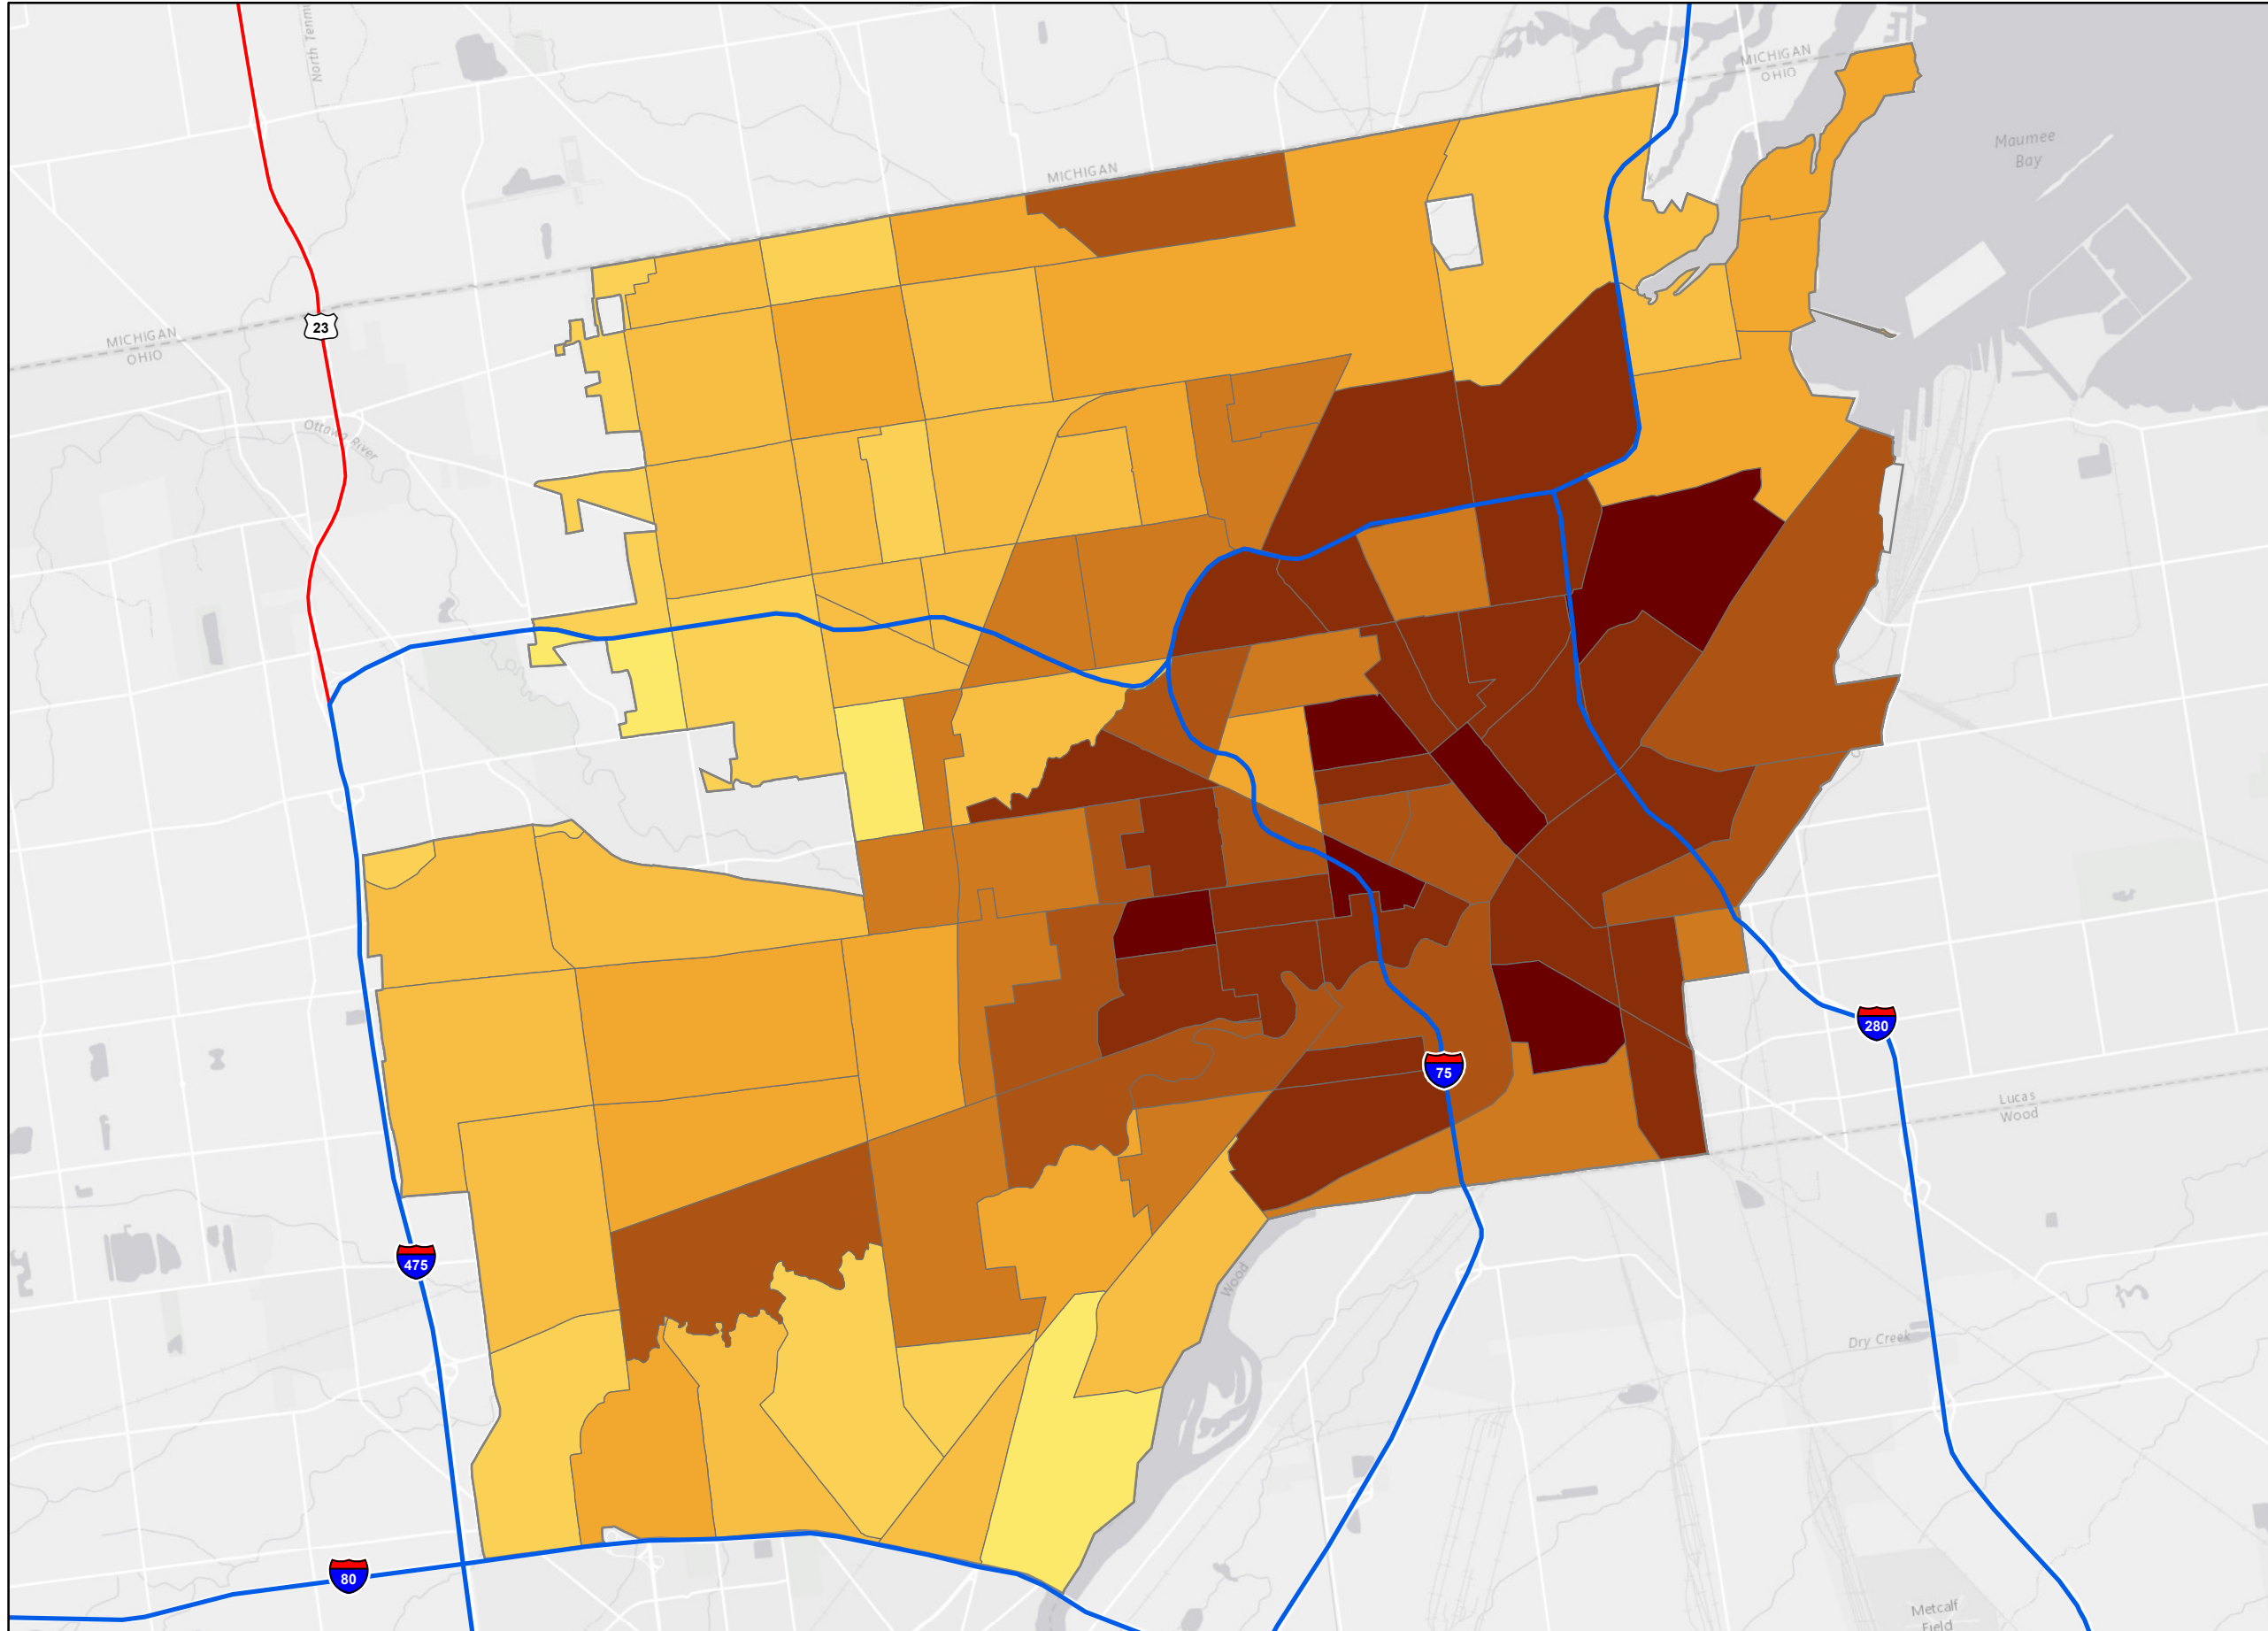 North Tenmi
MICHIGAN
OHIO
Maumee
Bay
MICHIGAN
23
MICHIGAN
OHIO
Ottawa River
280
75
Lucas
Wood
475
Wood
Dry Creek
80
Metcalf
Field